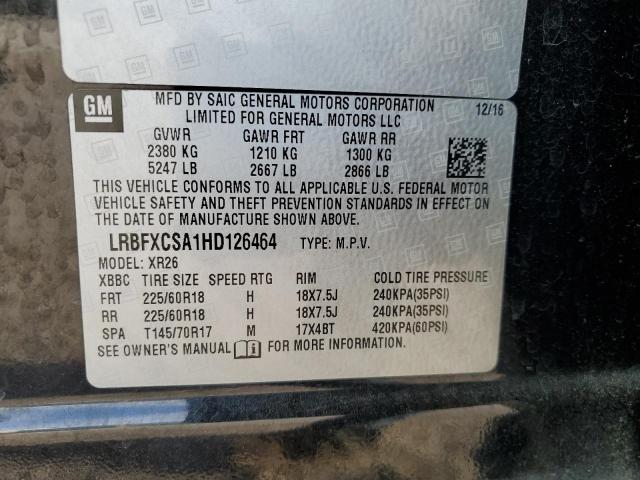 GM
MFD BY SAIC GENERAL MOTORS CORPORATION
LIMITED FOR GENERAL MOTORS LLC
12/16
GVWR GAWR FRT GAWR RR
2380 KG 1210 KG 1300 KG
5247 LB 2667 LB 2866 LB
THIS VEHICLE CONFORMS TO ALL APPLICABLE U.S. FEDERAL MOTOR
VEHICLE SAFETY AND THEFT PREVENTION STANDARDS IN EFFECT ON
THE DATE OF MANUFACTURE SHOWN ABOVE.
LRBFXCSA1HD126464 TYPE: M.P.V.
MODEL: XR26
XBBC TIRE SIZE SPEED RTG RIM COLD TIRE PRESSURE
FRT 225/60R18 H 18X7.5J 240KPA(35PSI)
RR 225/60R18 H 18X7.5J 240KPA(35PSI)
SPA T145/70R17 M 17X4BT 420KPA(60PSI)
SEE OWNER'S MANUAL i FOR MORE INFORMATION.